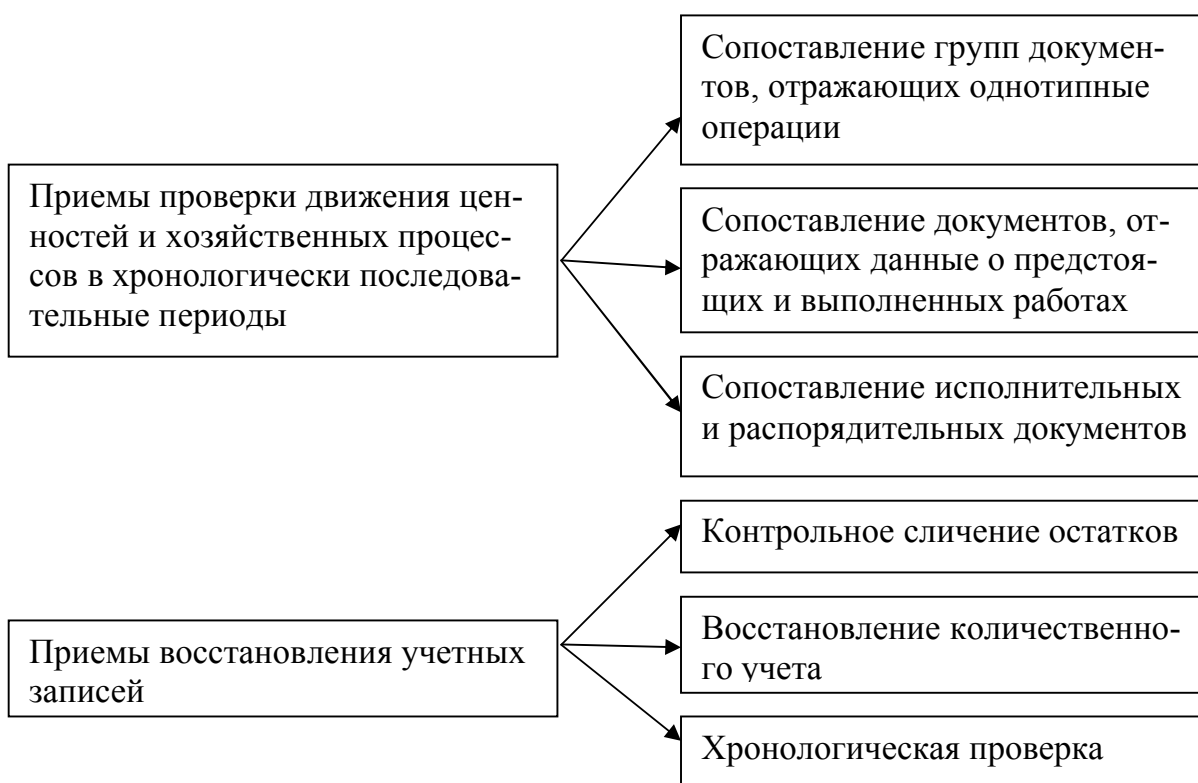 Сопоставление групп докумен-
тов, отражающих однотипные
операции
Приемы проверки движения цен-
ностей и хозяйственных процес-
сов в хронологически последова-
тельные периоды
Сопоставление документов, от-
ражающих данные о предстоя-
щих и выполненных работах
Сопоставление исполнительных
и распорядительных документов
Контрольное сличение остатков
Приемы восстановления учетных
записей
Восстановление количественно-
го учета
Хронологическая проверка